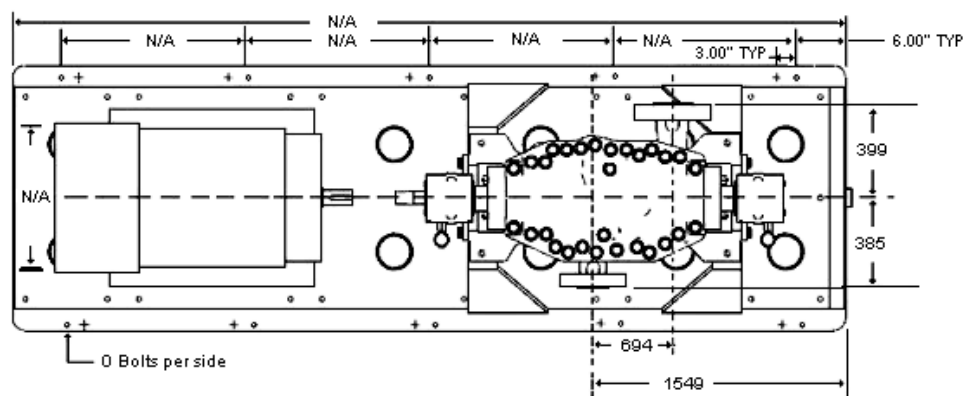 N/A
N/A N/A N/A N/A 6.00" TYP
3.00" TYP
399
N/A
385
694
0 Bolts per side
1549